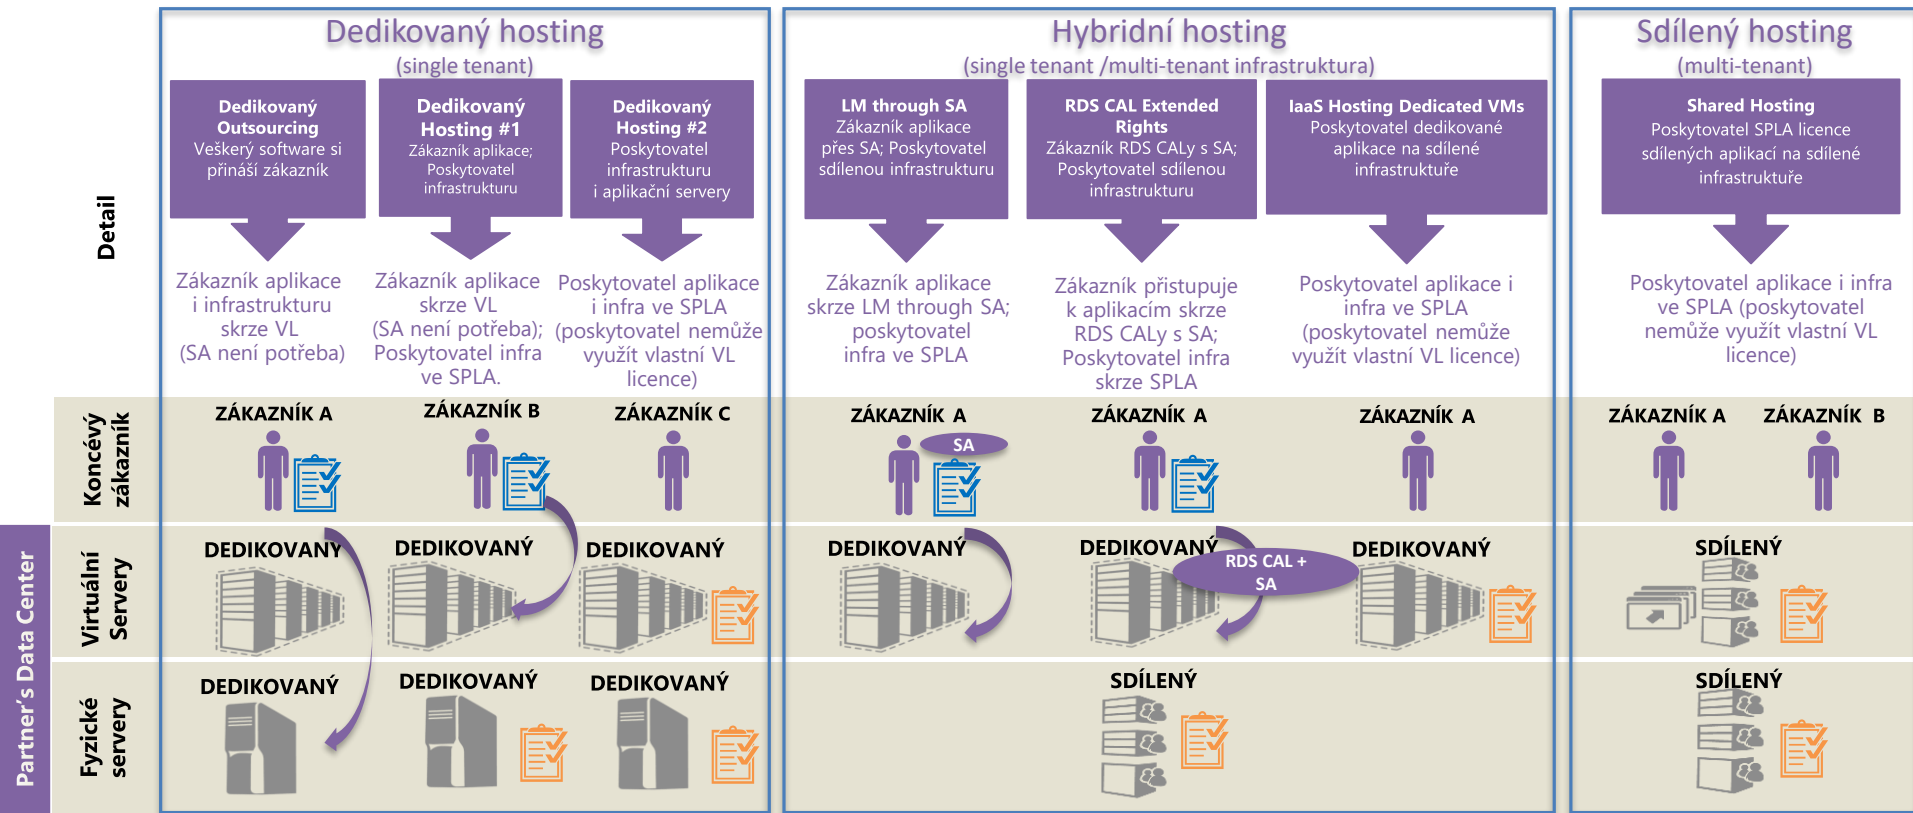 Dedikovaný hosting
(single tenant)
Dedikovaný
Outsourcing
Veškerý software si
přináší zákazník
Dedikovaný
Hosting #1
Zákazník aplikace;
Poskytovatel
infrastrukturu
Dedikovaný
Hosting #2
Poskytovatel
infrastrukturu
i aplikační servery
Hybridní hosting
(single tenant /multi-tenant infrastruktura)
LM through SA
Zákazník aplikace
přes SA; Poskytovatel
sdílenou infrastrukturu
RDS CAL Extended
Rights
Zákazník RDS CALy s SA;
Poskytovatel sdílenou
infrastrukturu
IaaS Hosting Dedicated VMs
Poskytovatel dedikované
aplikace na sdílené
infrastruktuře
Sdílený hosting
(multi-tenant)
Shared Hosting
Poskytovatel SPLA licence
sdílených aplikací na sdílené
infrastruktuře
Detail
Zákazník aplikace
i infrastrukturu
skrze VL
(SA není potřeba)
Zákazník aplikace
skrze VL
(SA není potřeba);
Poskytovatel infra
ve SPLA.
Poskytovatel aplikace
i infra ve SPLA
(poskytovatel nemůže
využít vlastní VL
licence)
Zákazník aplikace
skrze LM through SA;
poskytovatel
infra ve SPLA
Zákazník přistupuje
k aplikacím skrze
RDS CALy s SA;
Poskytovatel infra
skrze SPLA
Poskytovatel aplikace i
infra ve SPLA
(poskytovatel nemůže
využít vlastní VL licence)
Poskytovatel aplikace i infra
ve SPLA (poskytovatel
nemůže využít vlastní VL
licence)
Koncévý
zákazník
ZÁKAZNÍK A
ZÁKAZNÍK B
ZÁKAZNÍK C
ZÁKAZNÍK A
SA
ZÁKAZNÍK A
ZÁKAZNÍK A
ZÁKAZNÍK A
ZÁKAZNÍK B
Partner's Data Center
Virtuální
Servery
DEDIKOVANÝ
DEDIKOVANÝ
DEDIKOVANÝ
DEDIKOVANÝ
DEDIKOVANÝ
RDS CAL +
SA
DEDIKOVANÝ
SDÍLENÝ
Fyzické
servery
DEDIKOVANÝ
DEDIKOVANÝ
DEDIKOVANÝ
SDÍLENÝ
SDÍLENÝ